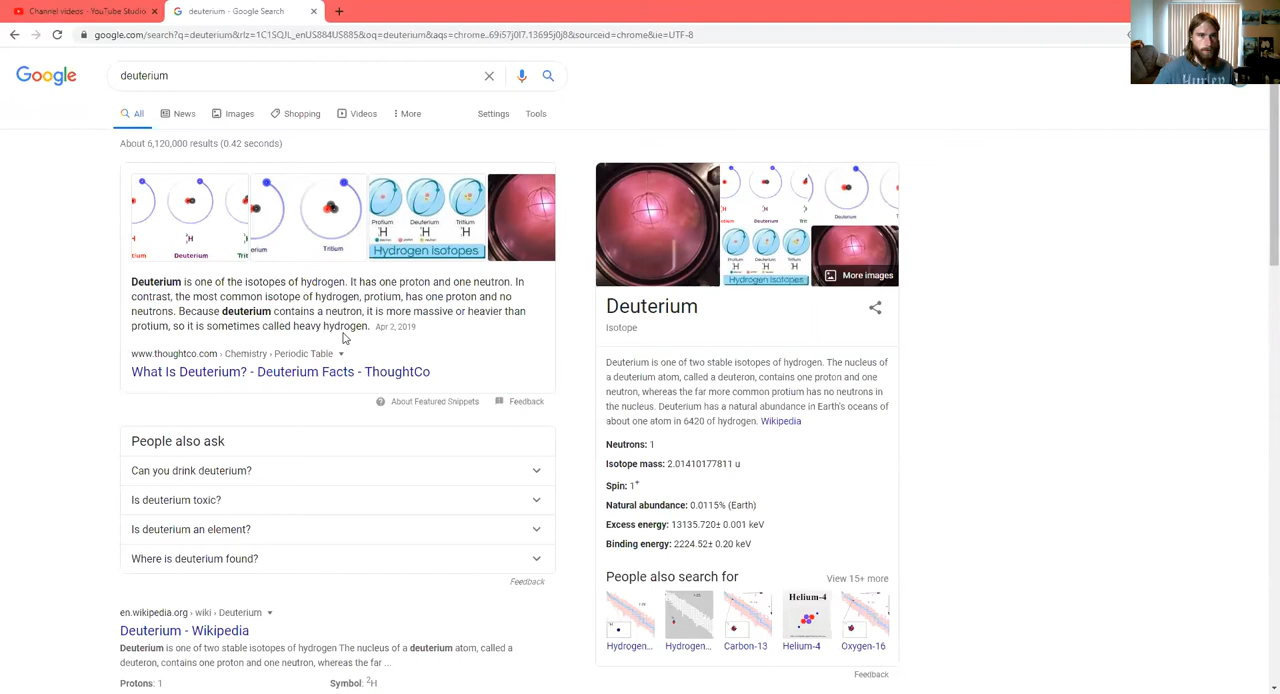 Channel videos - YouTube Studio
deuterium - Google Search
google.com/search?q=deuterium&rlz=1C1SQJL_enUS884US885&oq=deuterium&aqs=chrome..69i57j0l7.13695j0j8&sourceid=chrome&ie=UTF-8
Google
deuterium
All
News
Images
Shopping
Videos
More
Settings
Tools
About 6,120,000 results (0.42 seconds)
Deuterium
Tritium
Protium Deuterium Tritium
Hydrogen isotopes
Deuterium is one of the isotopes of hydrogen. It has one proton and one neutron. In
contrast, the most common isotope of hydrogen, protium, has one proton and no
neutrons. Because deuterium contains a neutron, it is more massive or heavier than
protium, so it is sometimes called heavy hydrogen. Apr 2, 2019
www.thoughtco.com › Chemistry › Periodic Table
What Is Deuterium? - Deuterium Facts - ThoughtCo
About Featured Snippets
Feedback
People also ask
Can you drink deuterium?
Is deuterium toxic?
Is deuterium an element?
Where is deuterium found?
Feedback
en.wikipedia.org › wiki › Deuterium
Deuterium - Wikipedia
Deuterium is one of two stable isotopes of hydrogen The nucleus of a deuterium atom, called a
deuteron, contains one proton and one neutron, whereas the far ...
Protons: 1
Symbol: ²H
Deuterium
Deuterium
Hydrogen isotopes
More images
Deuterium
Isotope
Deuterium is one of two stable isotopes of hydrogen. The nucleus of
a deuterium atom, called a deuteron, contains one proton and one
neutron, whereas the far more common protium has no neutrons in
the nucleus. Deuterium has a natural abundance in Earth's oceans of
about one atom in 6420 of hydrogen. Wikipedia
Neutrons: 1
Isotope mass: 2.01410177811 u
Spin: 1⁺
Natural abundance: 0.0115% (Earth)
Excess energy: 13135.720± 0.001 keV
Binding energy: 2224.52± 0.20 keV
People also search for
View 15+ more
Helium-4
Hydrogen...
Hydrogen...
Carbon-13
Helium-4
Oxygen-16
Feedback